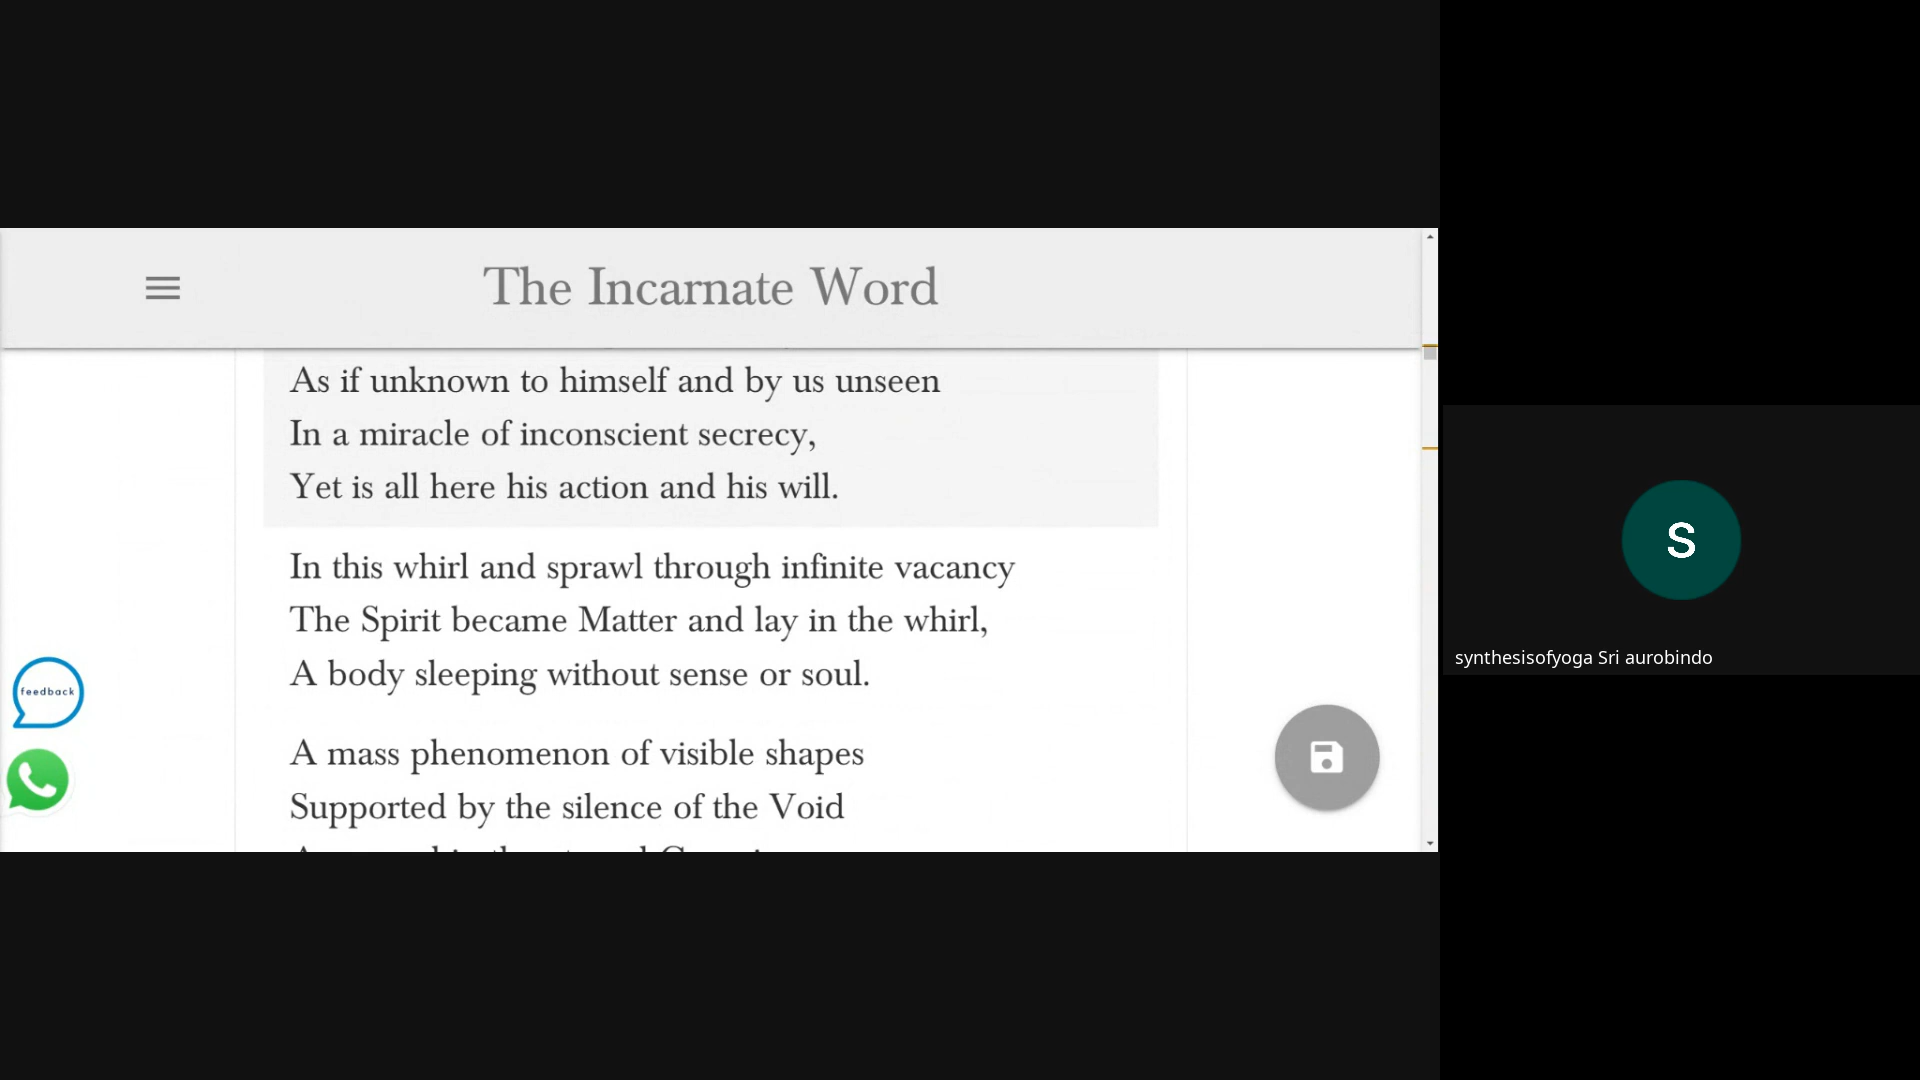 The Incarnate Word
As if unknown to himself and by us unseen
In a miracle of inconscient secrecy,
Yet is all here his action and his will.
In this whirl and sprawl through infinite vacancy
The Spirit became Matter and lay in the whirl,
A body sleeping without sense or soul.
A mass phenomenon of visible shapes
Supported by the silence of the Void
feedback
S
synthesisofyoga Sri aurobindo